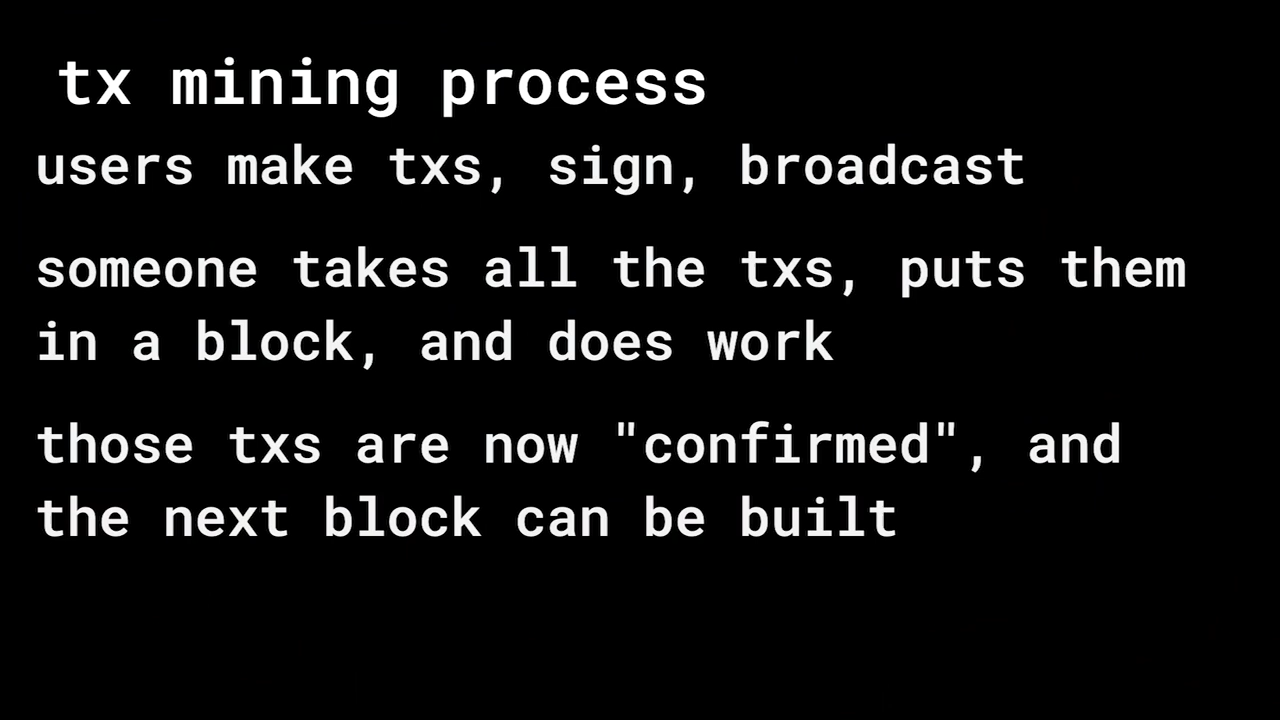 tx mining process
users make txs, sign, broadcast
someone takes all the txs, puts them
in a block, and does work
those txs are now "confirmed", and
the next block can be built